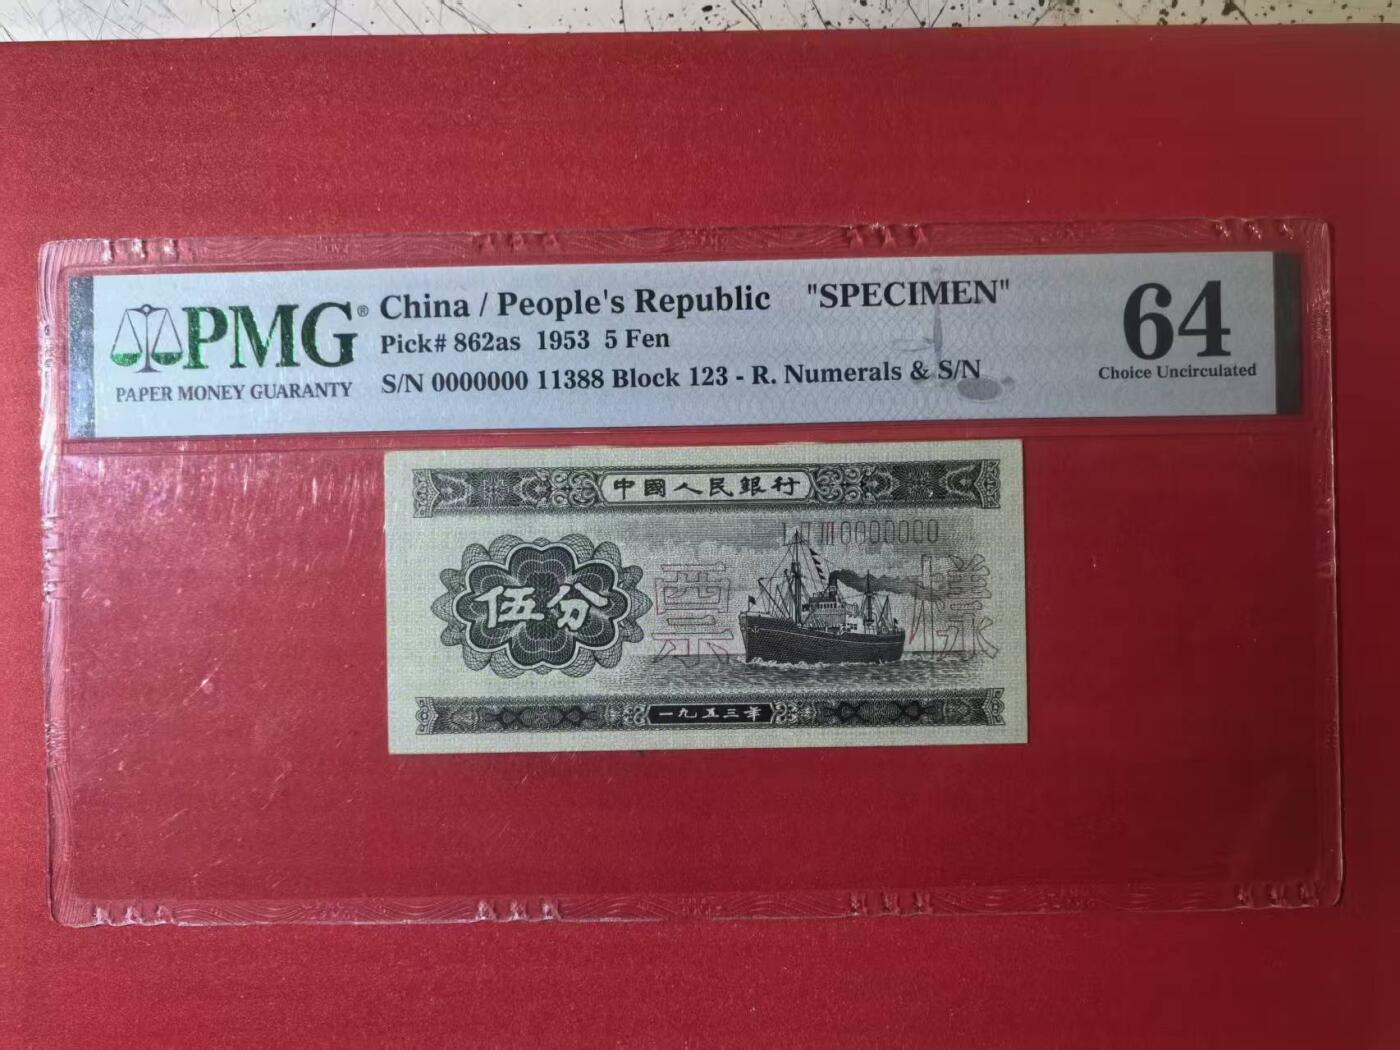 PMG®
PAPER MONEY GUARANTY
China / People's Republic "SPECIMEN"
Pick# 862as 1953 5 Fen
S/N 0000000 11388 Block 123 - R. Numerals & S/N
64
Choice Uncirculated
中國人民銀行
I II III 0000000
伍分
票樣
一九五三年